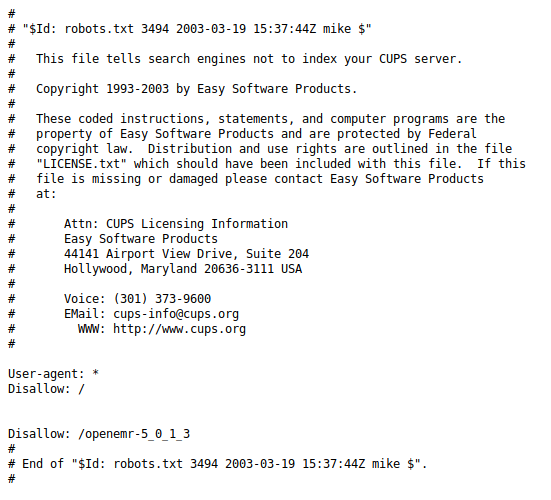 #
# "$Id: robots.txt 3494 2003-03-19 15:37:44Z mike $"
#
#   This file tells search engines not to index your CUPS server.
#
#   Copyright 1993-2003 by Easy Software Products.
#
#   These coded instructions, statements, and computer programs are the
#   property of Easy Software Products and are protected by Federal
#   copyright law.  Distribution and use rights are outlined in the file
#   "LICENSE.txt" which should have been included with this file.  If this
#   file is missing or damaged please contact Easy Software Products
#   at:
#
#       Attn: CUPS Licensing Information
#       Easy Software Products
#       44141 Airport View Drive, Suite 204
#       Hollywood, Maryland 20636-3111 USA
#
#       Voice: (301) 373-9600
#       EMail: cups-info@cups.org
#         WWW: http://www.cups.org
#

User-agent: *
Disallow: /


Disallow: /openemr-5_0_1_3
#
# End of "$Id: robots.txt 3494 2003-03-19 15:37:44Z mike $".
#